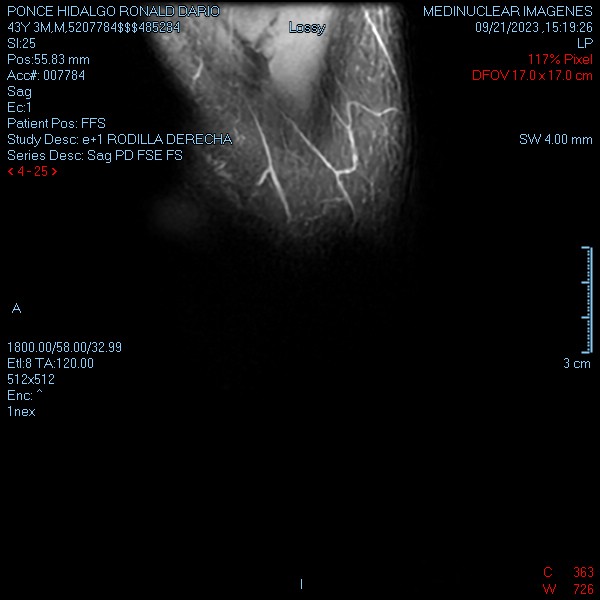 PONCE HIDALGO RONALD DARIO
43Y 3M,M,5207784$$$485284
Sl:25
Pos:55.83 mm
Acc#: 007784
Sag
Ec:1
Patient Pos: FFS
Study Desc: e+1 RODILLA DERECHA
Series Desc: Sag PD FSE FS
< 4 - 25 >
Lossy
MEDINUCLEAR IMAGENES
09/21/2023 ,15:19:26
LP
117% Pixel
DFOV 17.0 x 17.0 cm
SW 4.00 mm
A
1800.00/58.00/32.99
Etl:8 TA:120.00
512x512
Enc: ^
1nex
3 cm
I
C 363
W 726